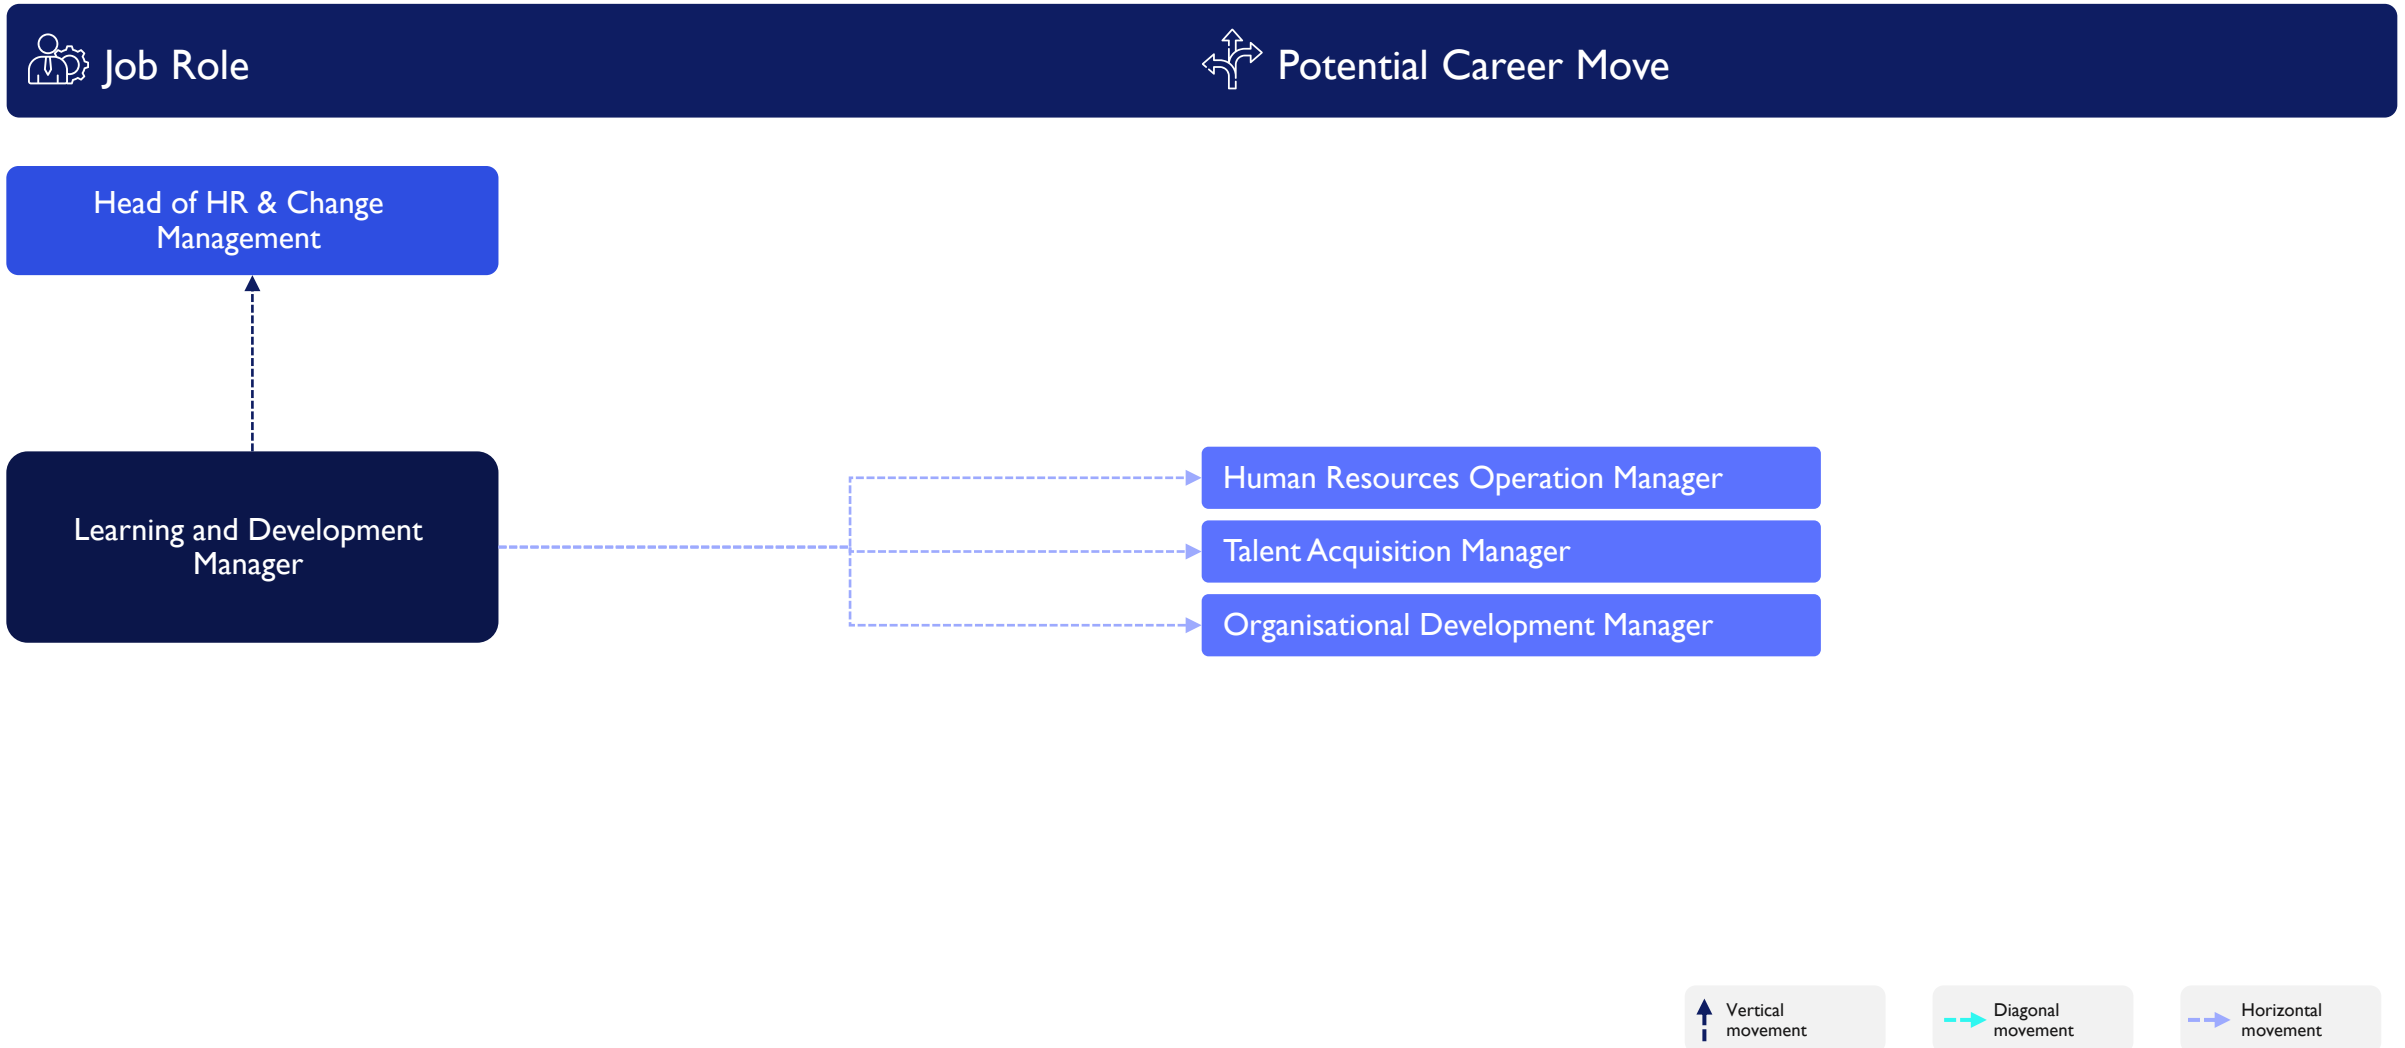 Job Role
Potential Career Move
Head of HR & Change
Management
Learning and Development
Manager
Human Resources Operation Manager
Talent Acquisition Manager
Organisational Development Manager
Vertical
movement
Diagonal
movement
Horizontal
movement